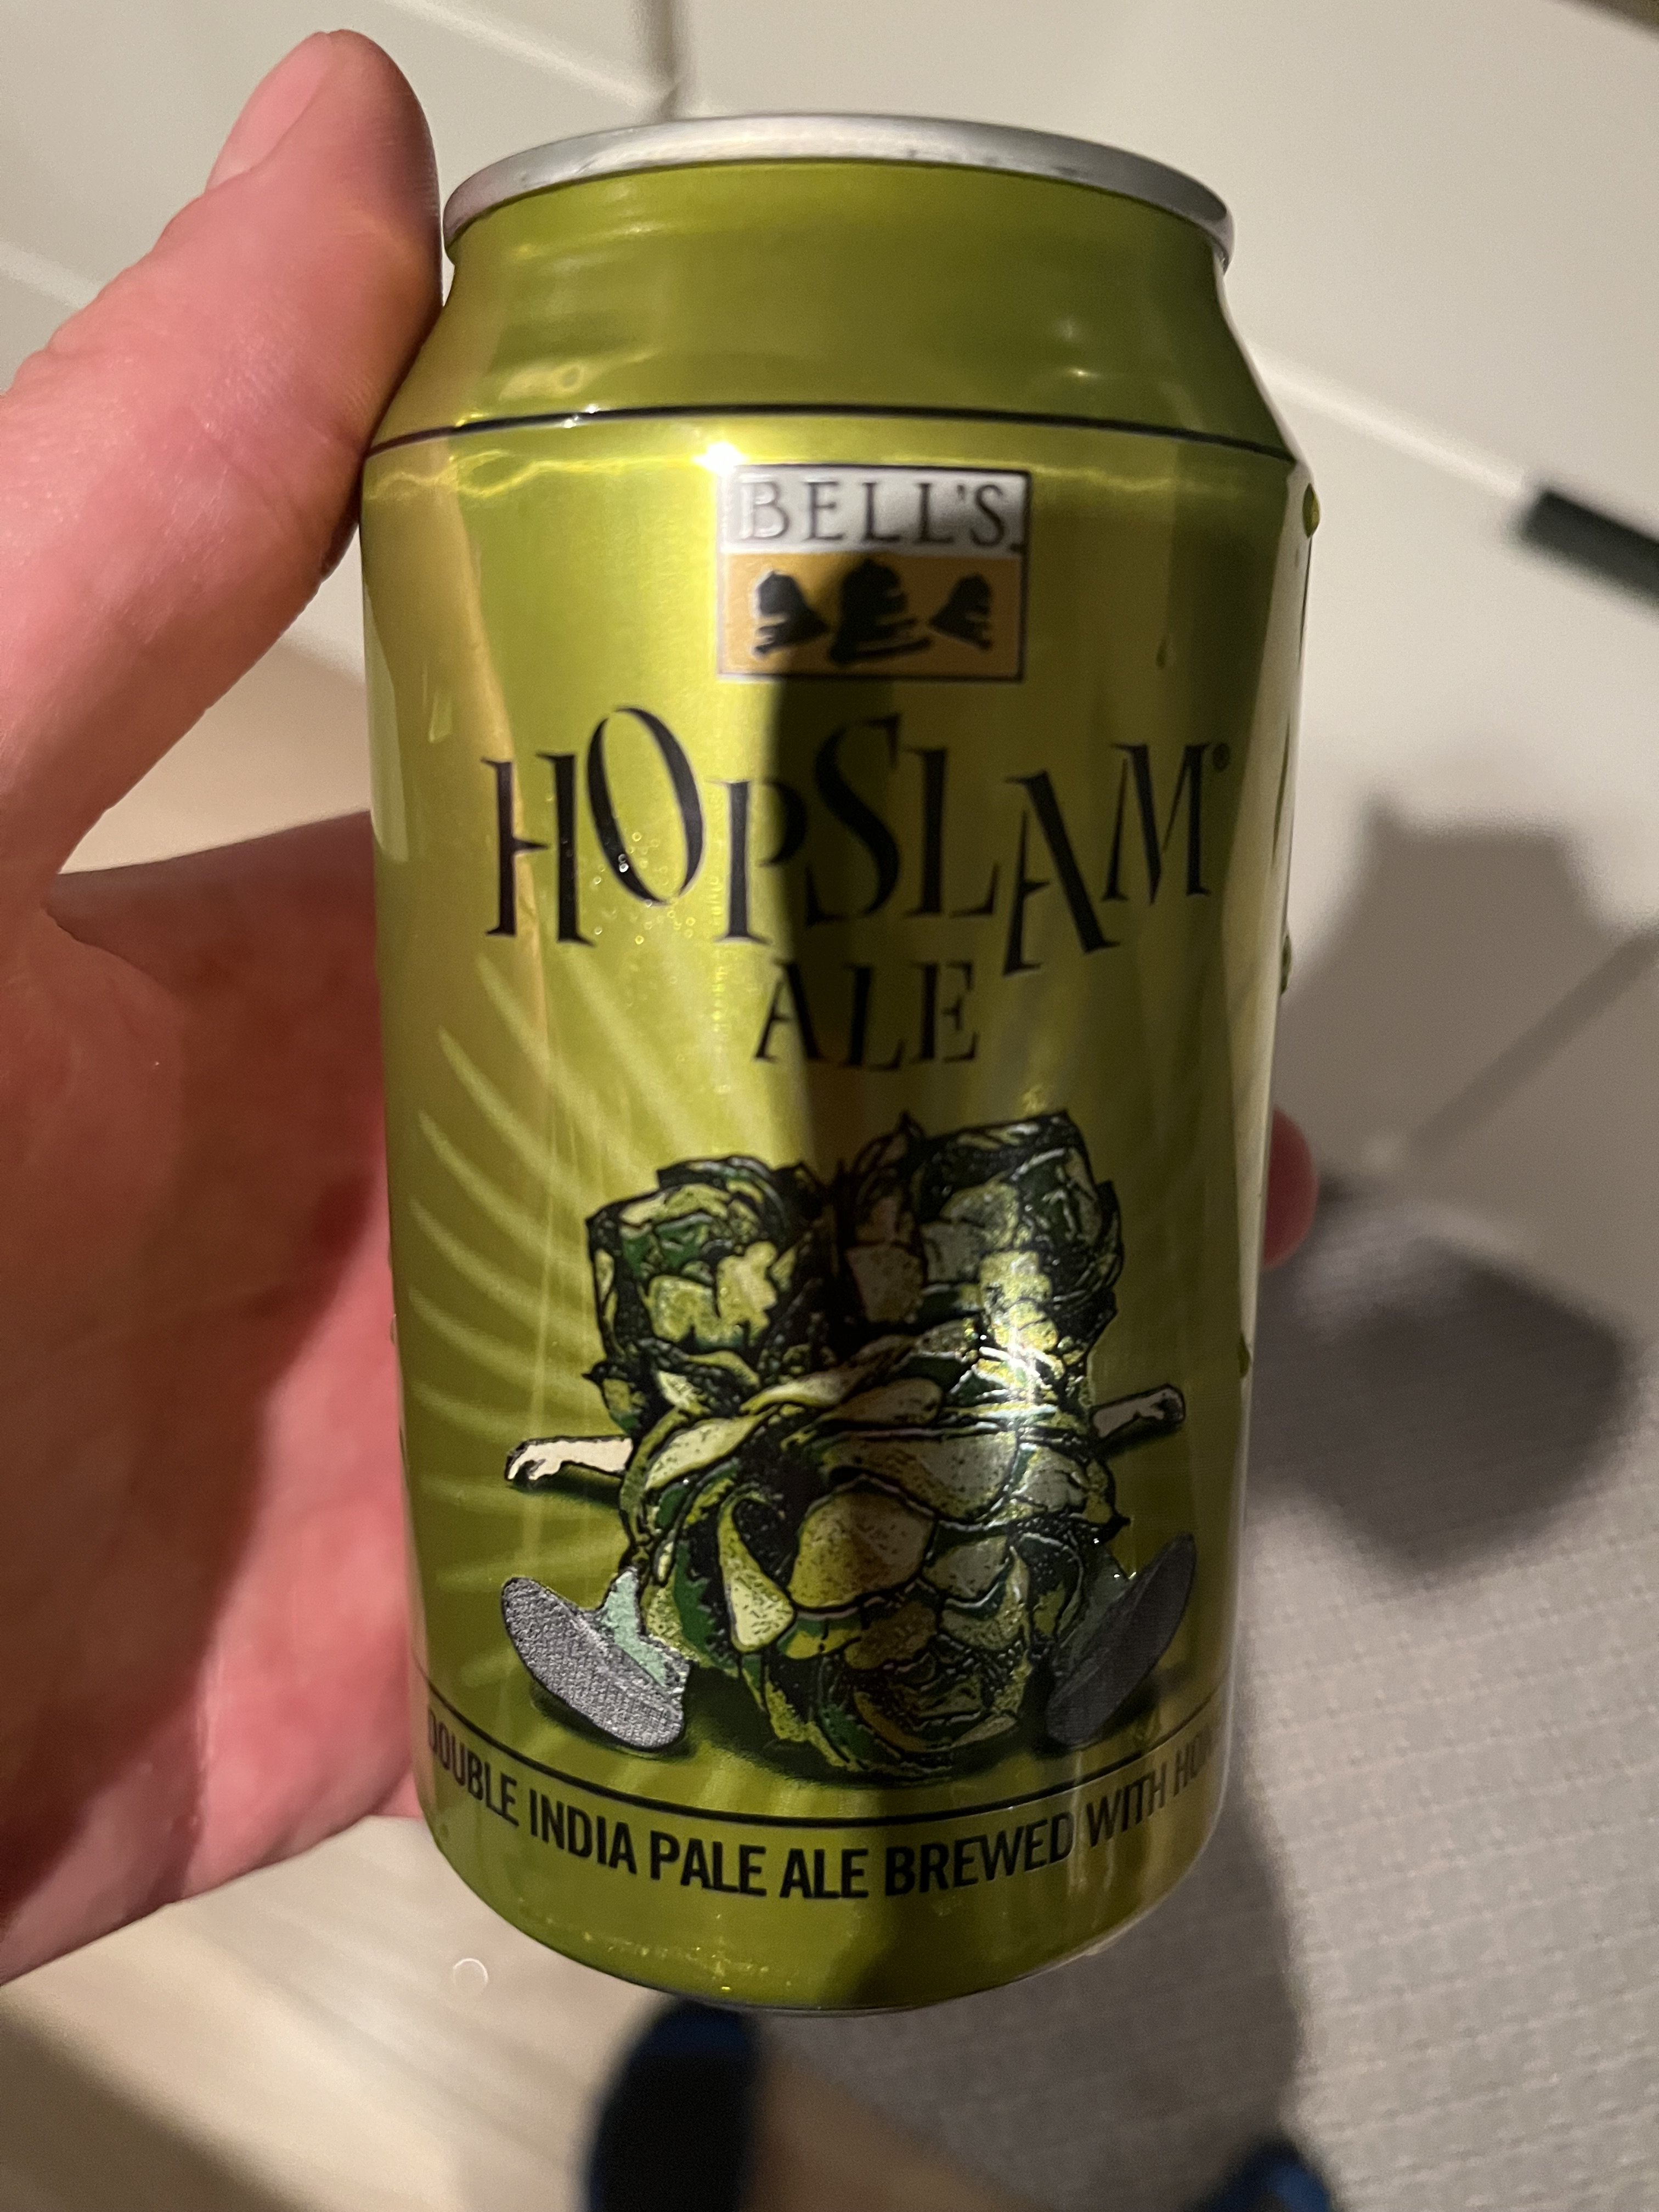 BELL'S
HOPSLAM®
ALE
DOUBLE INDIA PALE ALE BREWED WITH